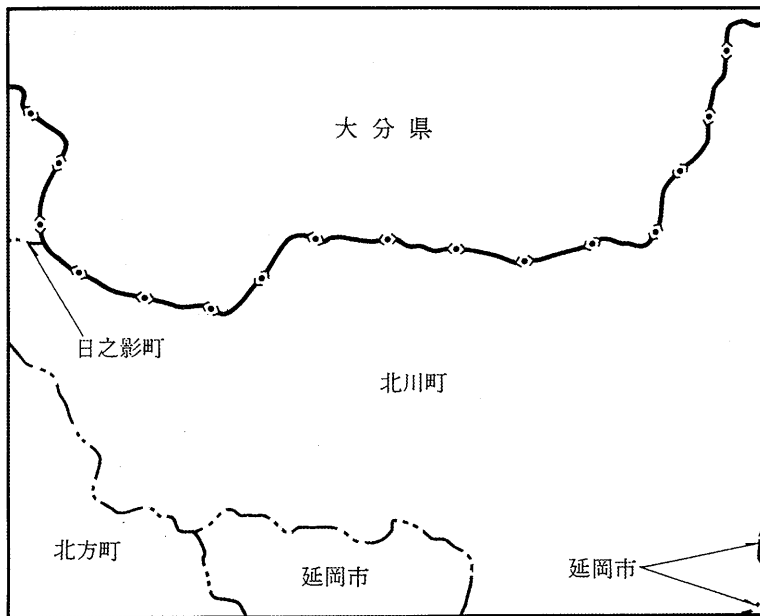 大分県
日之影町
北川町
北方町
延岡市
延岡市